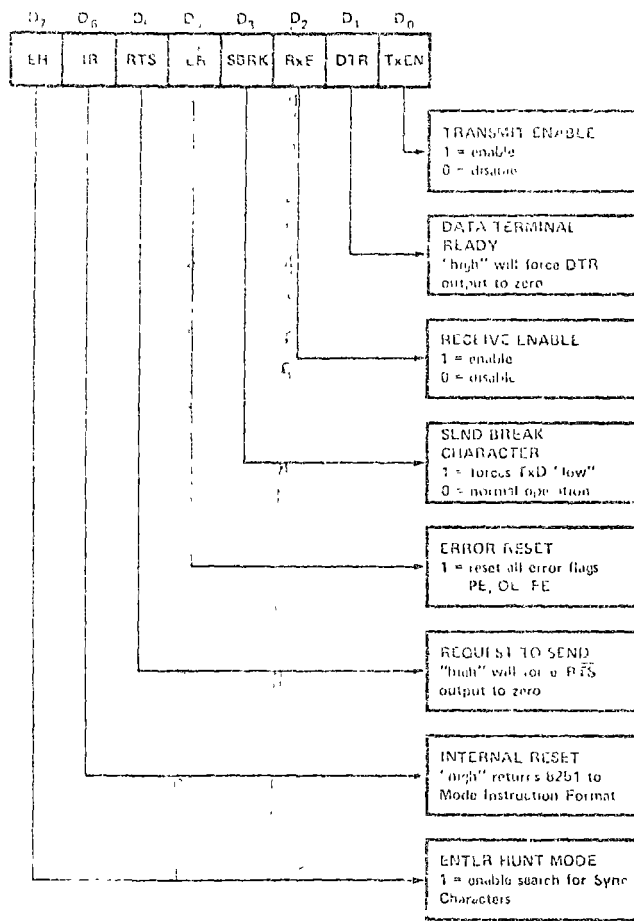 D7 D6 D5 D4 D3 D2 D1 D0
EH IR RTS ER SBRK RxE DTR TxEN
TRANSMIT ENABLE
1 = enable
0 = disable
DATA TERMINAL
READY
"high" will force DTR
output to zero
RECEIVE ENABLE
1 = enable
0 = disable
SEND BREAK
CHARACTER
1 = forces TxD "low"
0 = normal operation
ERROR RESET
1 = reset all error flags
PE, OE, FE
REQUEST TO SEND
"high" will force RTS
output to zero
INTERNAL RESET
"high" returns 8251 to
Mode Instruction Format
ENTER HUNT MODE
1 = enable search for Sync
Characters